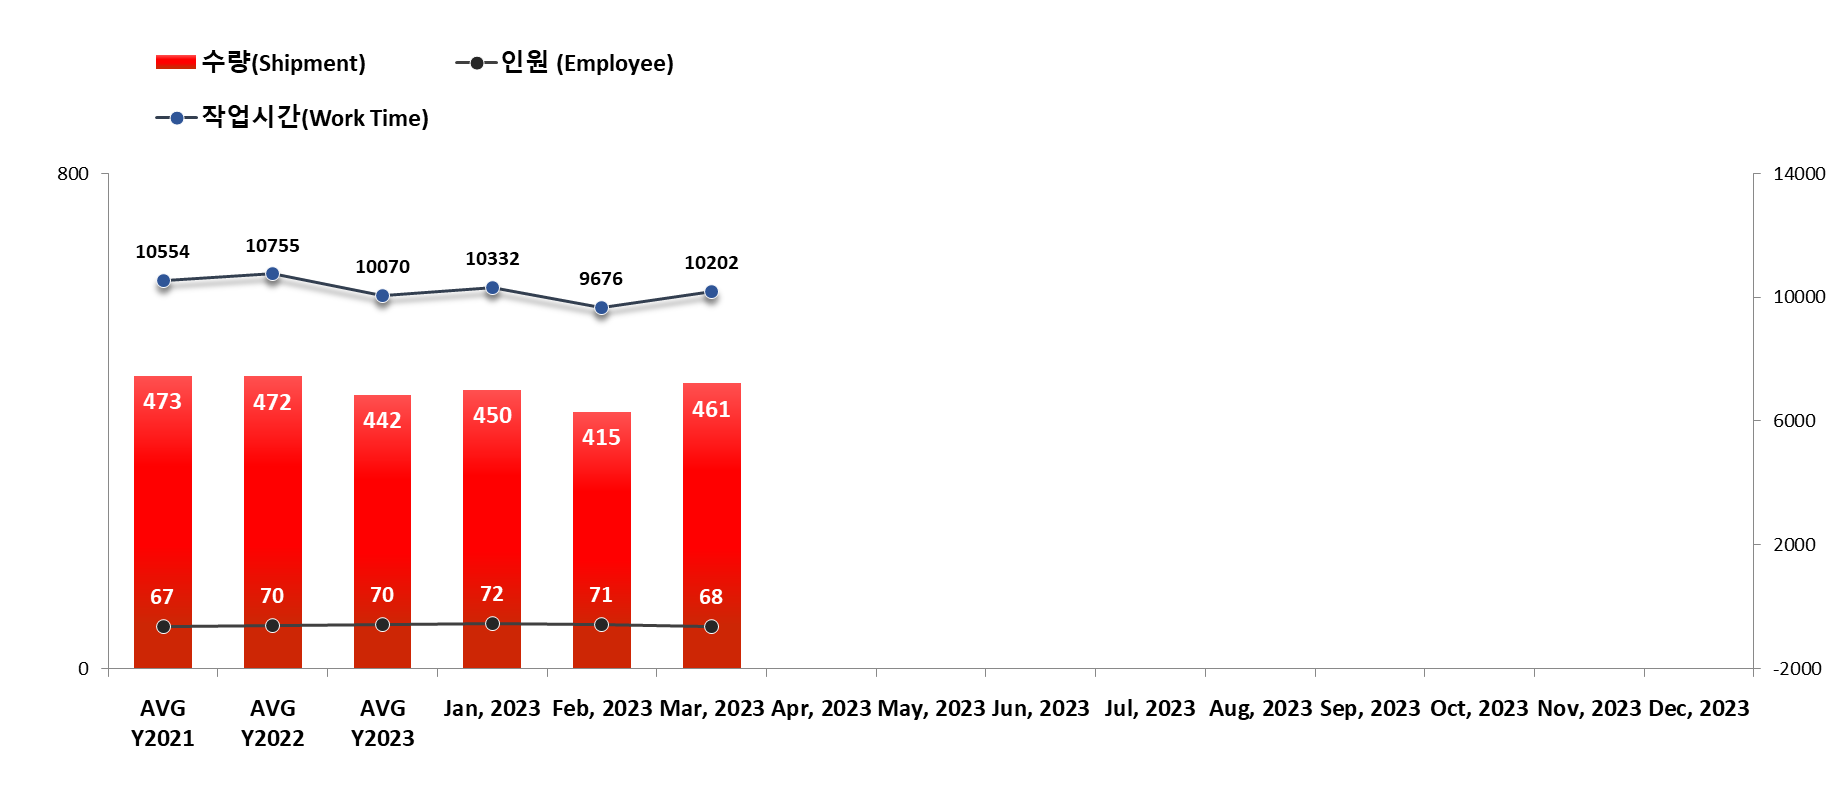 수량(Shipment)
인원 (Employee)
작업시간(Work Time)
800
14000
10554
10755
10070
10332
9676
10202
10000
473
472
442
450
415
461
6000
2000
67
70
70
72
71
68
0
-2000
AVG Y2021
AVG Y2022
AVG Y2023
Jan, 2023
Feb, 2023
Mar, 2023
Apr, 2023
May, 2023
Jun, 2023
Jul, 2023
Aug, 2023
Sep, 2023
Oct, 2023
Nov, 2023
Dec, 2023